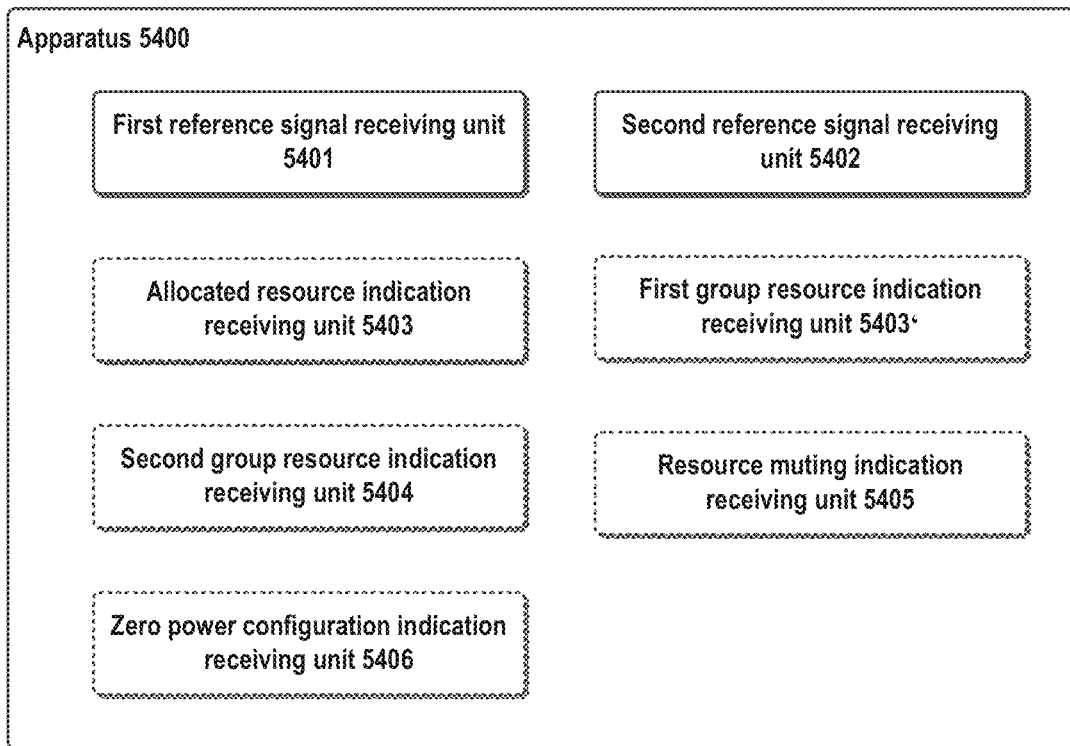 Apparatus 5400
First reference signal receiving unit
5401
Second reference signal receiving
unit 5402
Allocated resource indication
receiving unit 5403
First group resource indication
receiving unit 5403‘
Second group resource indication
receiving unit 5404
Resource muting indication
receiving unit 5405
Zero power configuration indication
receiving unit 5406